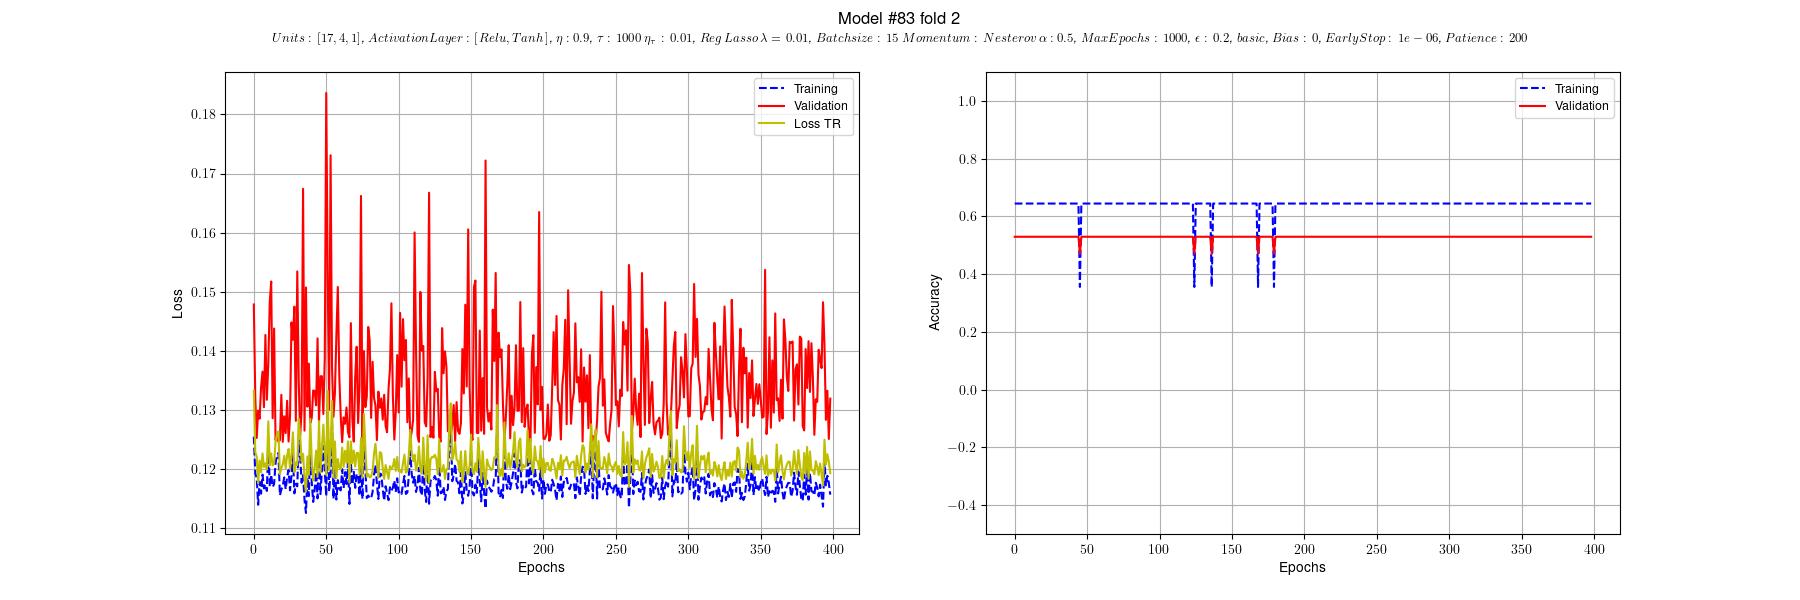 Model #83 fold 2
Units : [17, 4, 1], ActivationLayer : [Relu, Tanh], η : 0.9, τ : 1000 η_τ : 0.01, Reg Lasso λ = 0.01, Batchsize : 15 Momentum : Nesterov α : 0.5, MaxEpochs : 1000, ϵ : 0.2, basic, Bias : 0, EarlyStop : 1e − 06, Patience : 200
Loss
0.18
0.17
0.16
0.15
0.14
0.13
0.12
0.11
0 50 100 150 200 250 300 350 400
Epochs
Training
Validation
Loss TR
Accuracy
1.0
0.8
0.6
0.4
0.2
0.0
−0.2
−0.4
0 50 100 150 200 250 300 350 400
Epochs
Training
Validation